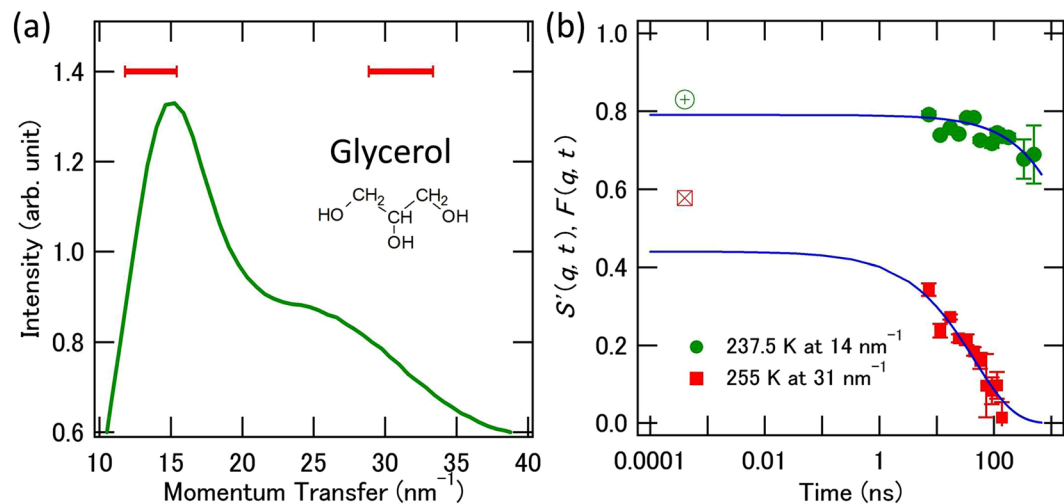 (a)
1.4
1.2
1.0
0.8
0.6
Intensity (arb. unit)
10 15 20 25 30 35 40
Momentum Transfer (nm⁻¹)
Glycerol
CH₂ CH₂
HO CH OH
OH
(b)
1.0
0.8
0.6
0.4
0.2
0.0
S'(q, t), F(q, t)
237.5 K at 14 nm⁻¹
255 K at 31 nm⁻¹
0.0001 0.01 1 100
Time (ns)